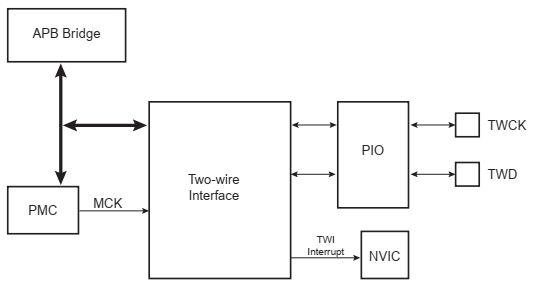 APB Bridge
TWCK
PIO
Two-wire
Interface
TWD
MCK
PMC
TWI
Interrupt
NVIC